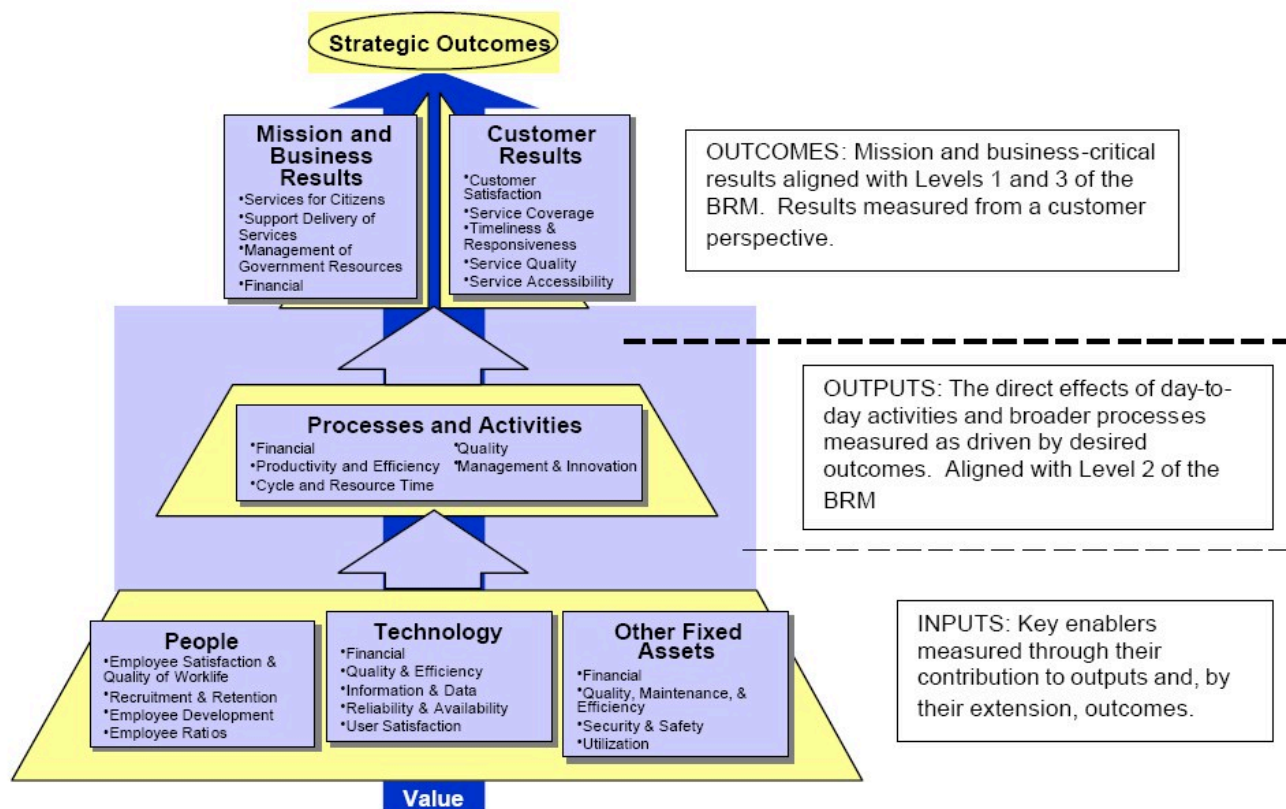 Strategic Outcomes
Mission and
Business
Results
•Services for Citizens
•Support Delivery of
Services
•Management of
Government Resources
•Financial
Customer
Results
•Customer
Satisfaction
•Service Coverage
•Timeliness &
Responsiveness
•Service Quality
•Service Accessibility
OUTCOMES: Mission and business-critical
results aligned with Levels 1 and 3 of the
BRM. Results measured from a customer
perspective.
Processes and Activities
•Financial
•Productivity and Efficiency
•Cycle and Resource Time
•Quality
•Management & Innovation
OUTPUTS: The direct effects of day-to-
day activities and broader processes
measured as driven by desired
outcomes. Aligned with Level 2 of the
BRM
People
•Employee Satisfaction &
Quality of Worklife
•Recruitment & Retention
•Employee Development
•Employee Ratios
Technology
•Financial
•Quality & Efficiency
•Information & Data
•Reliability & Availability
•User Satisfaction
Other Fixed
Assets
•Financial
•Quality, Maintenance, &
Efficiency
•Security & Safety
•Utilization
INPUTS: Key enablers
measured through their
contribution to outputs and, by
their extension, outcomes.
Value